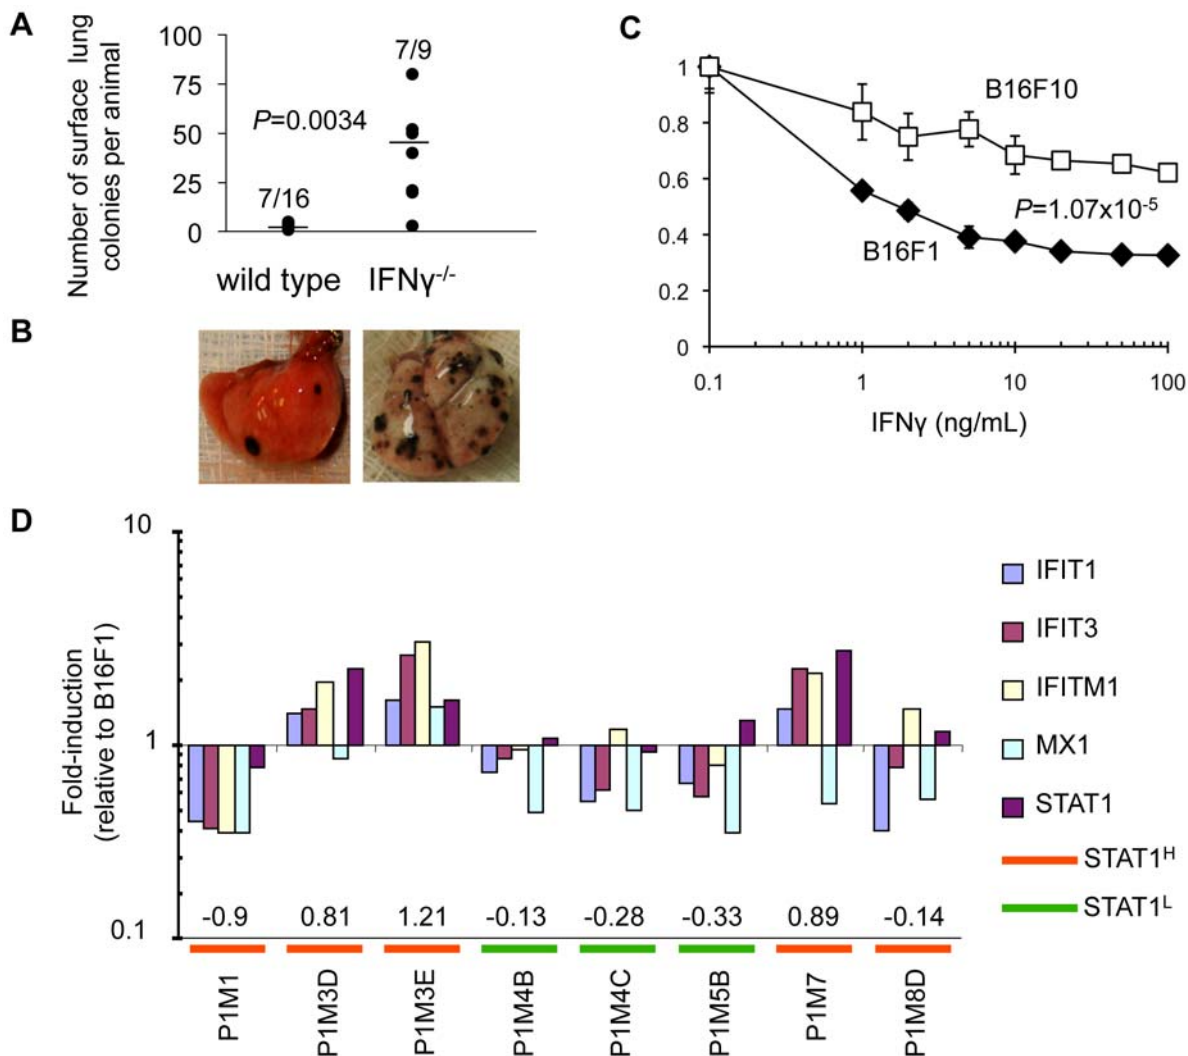 A
Number of surface lung
colonies per animal
100
75
50
25
0
7/16
P=0.0034
7/9
wild type
IFNγ-/-
B
C
1
0.8
0.6
0.4
0.2
0
B16F10
P=1.07x10-5
B16F1
0.1
1
10
100
IFNγ (ng/mL)
D
Fold-induction
(relative to B16F1)
10
1
0.1
-0.9
0.81
1.21
-0.13
-0.28
-0.33
0.89
-0.14
P1M1
P1M3D
P1M3E
P1M4B
P1M4C
P1M5B
P1M7
P1M8D
IFIT1
IFIT3
IFITM1
MX1
STAT1
STAT1H
STAT1L